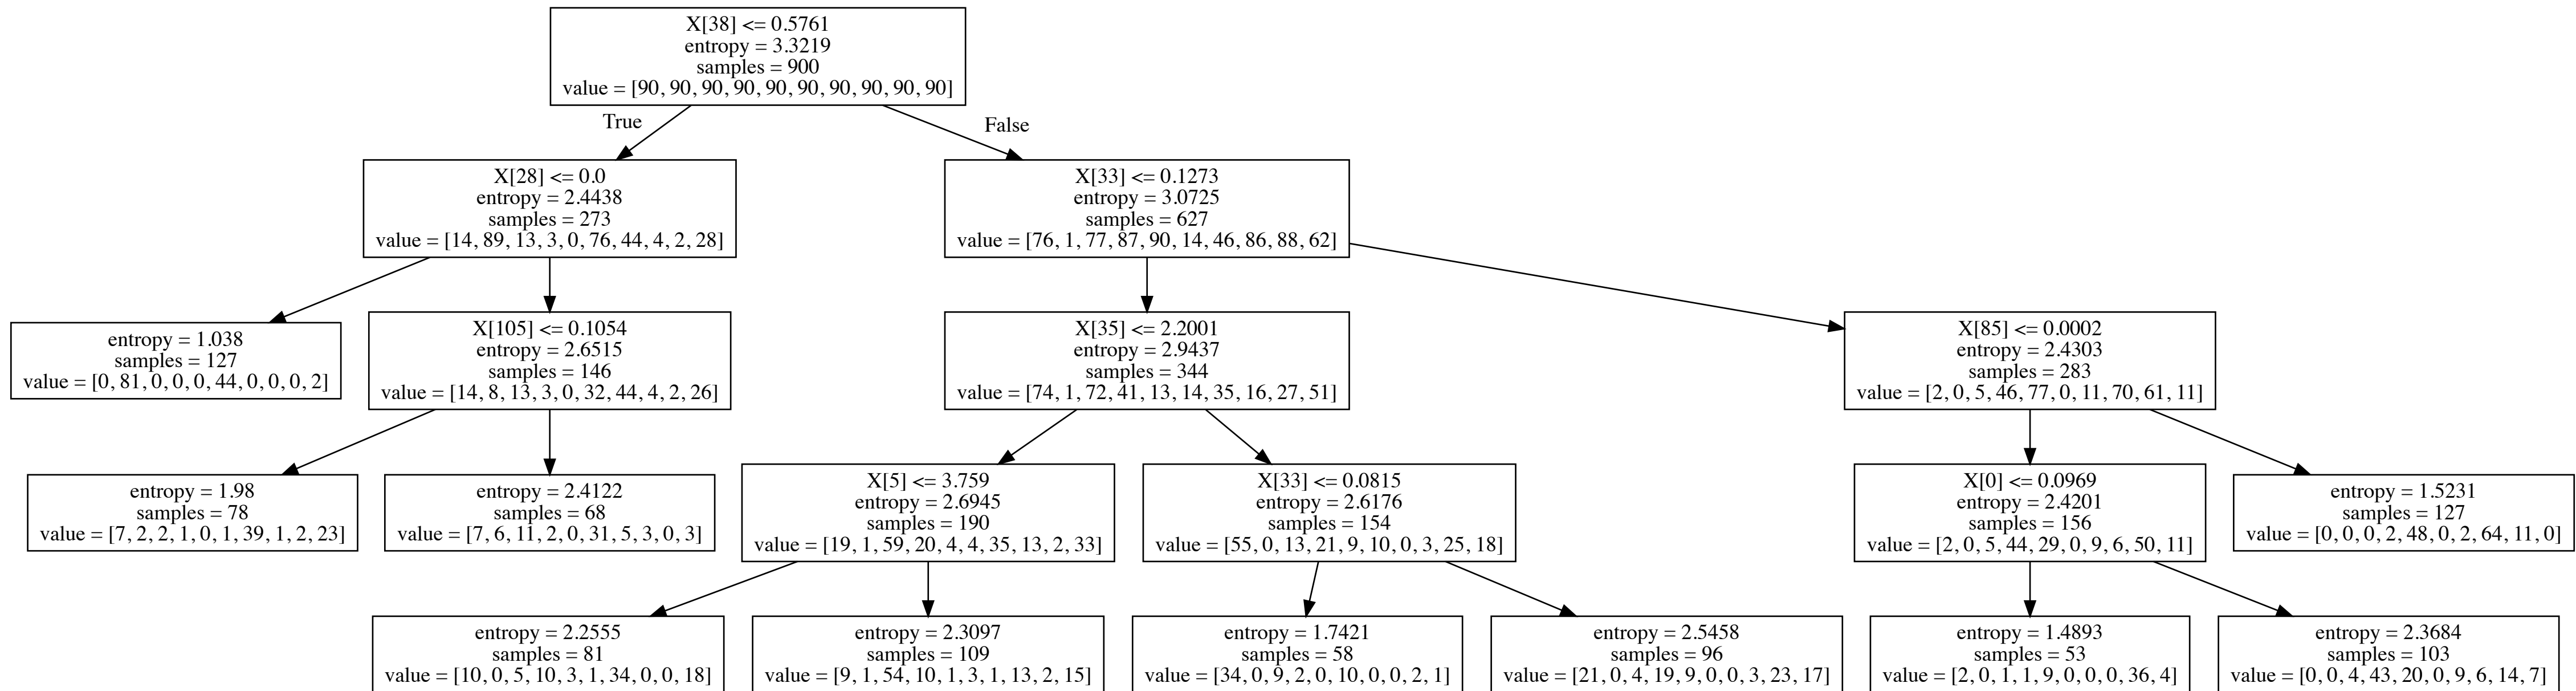 X[38] <= 0.5761
entropy = 3.3219
samples = 900
value = [90, 90, 90, 90, 90, 90, 90, 90, 90, 90]
True
False
X[28] <= 0.0
entropy = 2.4438
samples = 273
value = [14, 89, 13, 3, 0, 76, 44, 4, 2, 28]
X[33] <= 0.1273
entropy = 3.0725
samples = 627
value = [76, 1, 77, 87, 90, 14, 46, 86, 88, 62]
entropy = 1.038
samples = 127
value = [0, 81, 0, 0, 0, 44, 0, 0, 0, 2]
X[105] <= 0.1054
entropy = 2.6515
samples = 146
value = [14, 8, 13, 3, 0, 32, 44, 4, 2, 26]
X[35] <= 2.2001
entropy = 2.9437
samples = 344
value = [74, 1, 72, 41, 13, 14, 35, 16, 27, 51]
X[85] <= 0.0002
entropy = 2.4303
samples = 283
value = [2, 0, 5, 46, 77, 0, 11, 70, 61, 11]
entropy = 1.98
samples = 78
value = [7, 2, 2, 1, 0, 1, 39, 1, 2, 23]
entropy = 2.4122
samples = 68
value = [7, 6, 11, 2, 0, 31, 5, 3, 0, 3]
X[5] <= 3.759
entropy = 2.6945
samples = 190
value = [19, 1, 59, 20, 4, 4, 35, 13, 2, 33]
X[33] <= 0.0815
entropy = 2.6176
samples = 154
value = [55, 0, 13, 21, 9, 10, 0, 3, 25, 18]
X[0] <= 0.0969
entropy = 2.4201
samples = 156
value = [2, 0, 5, 44, 29, 0, 9, 6, 50, 11]
entropy = 1.5231
samples = 127
value = [0, 0, 0, 2, 48, 0, 2, 64, 11, 0]
entropy = 2.2555
samples = 81
value = [10, 0, 5, 10, 3, 1, 34, 0, 0, 18]
entropy = 2.3097
samples = 109
value = [9, 1, 54, 10, 1, 3, 1, 13, 2, 15]
entropy = 1.7421
samples = 58
value = [34, 0, 9, 2, 0, 10, 0, 0, 2, 1]
entropy = 2.5458
samples = 96
value = [21, 0, 4, 19, 9, 0, 0, 3, 23, 17]
entropy = 1.4893
samples = 53
value = [2, 0, 1, 1, 9, 0, 0, 0, 36, 4]
entropy = 2.3684
samples = 103
value = [0, 0, 4, 43, 20, 0, 9, 6, 14, 7]